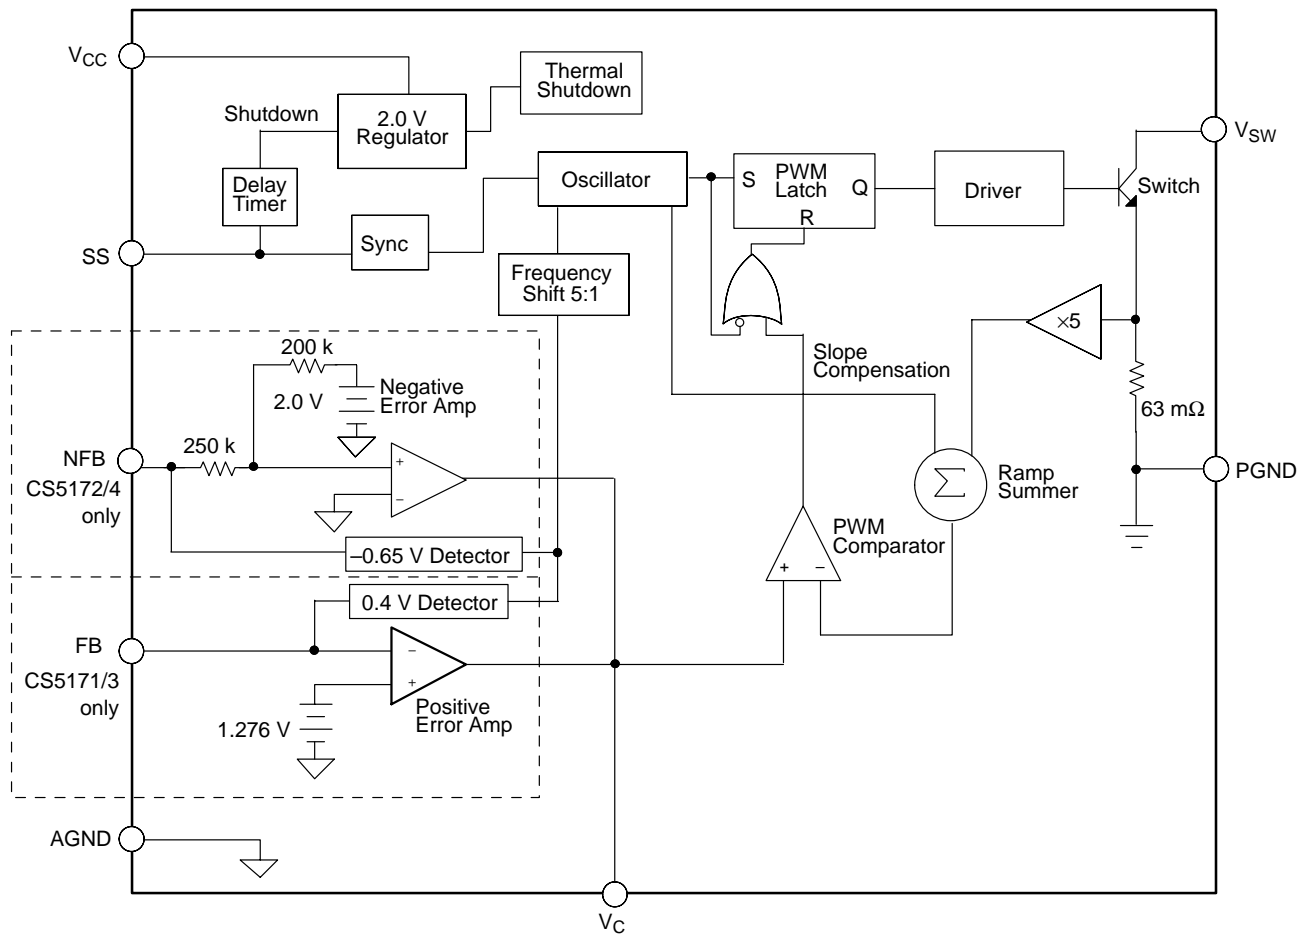 VCC
Thermal
Shutdown
Shutdown
2.0 V
Regulator
VSW
Delay
Timer
Oscillator
S
PWM
Latch
Q
R
Driver
Switch
SS
Sync
Frequency
Shift 5:1
×5
200 k
Slope
Compensation
2.0 V
Negative
Error Amp
63 mΩ
250 k
NFB
CS5172/4
only
+
–
Σ
Ramp
Summer
PGND
PWM
Comparator
–0.65 V Detector
+
–
0.4 V Detector
FB
CS5171/3
only
–
+
Positive
Error Amp
1.276 V
AGND
VC